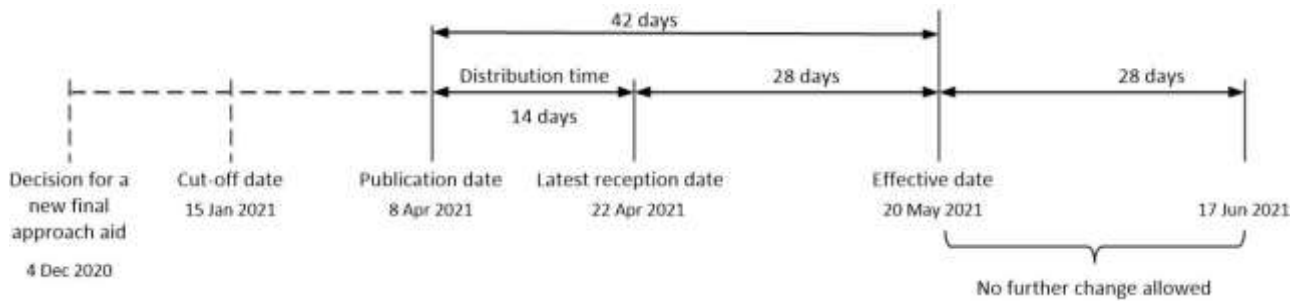 42 days
Distribution time
28 days
28 days
14 days
Decision for a
new final
approach aid
4 Dec 2020
Cut-off date
15 Jan 2021
Publication date
8 Apr 2021
Latest reception date
22 Apr 2021
Effective date
20 May 2021
17 Jun 2021
No further change allowed